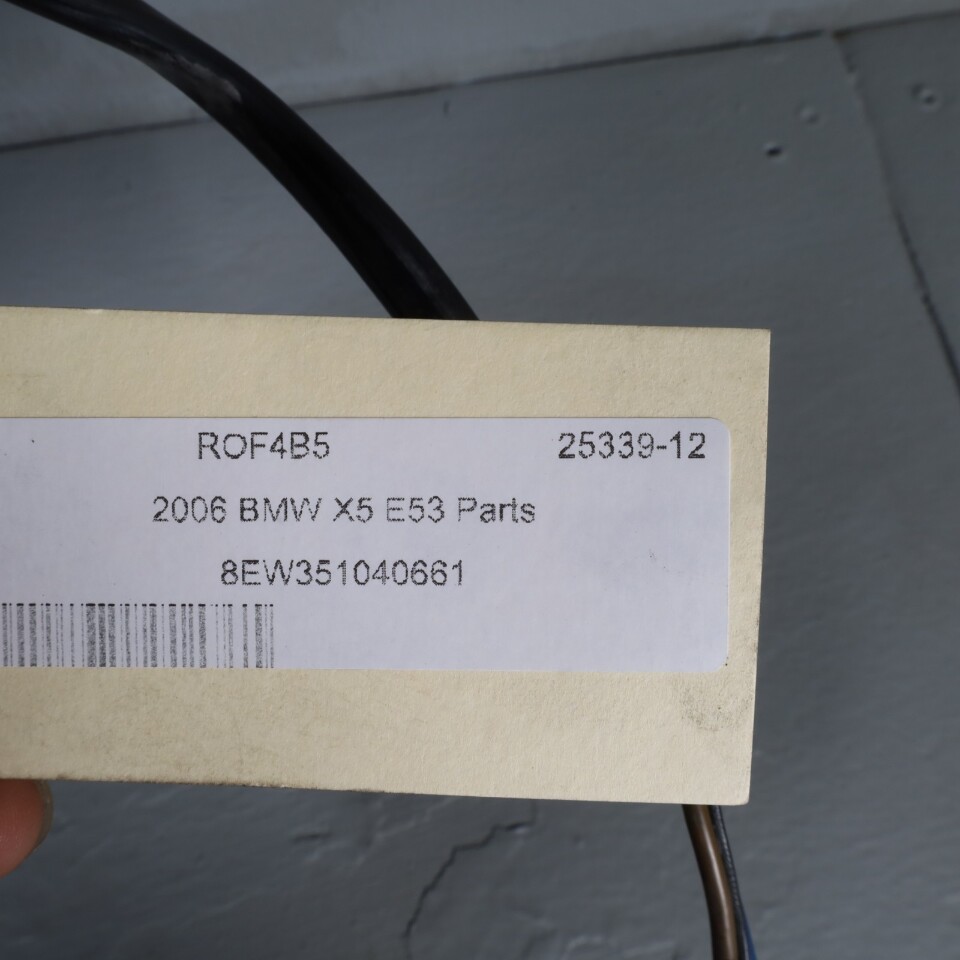 ROF4B5 25339-12
2006 BMW X5 E53 Parts
8EW351040661